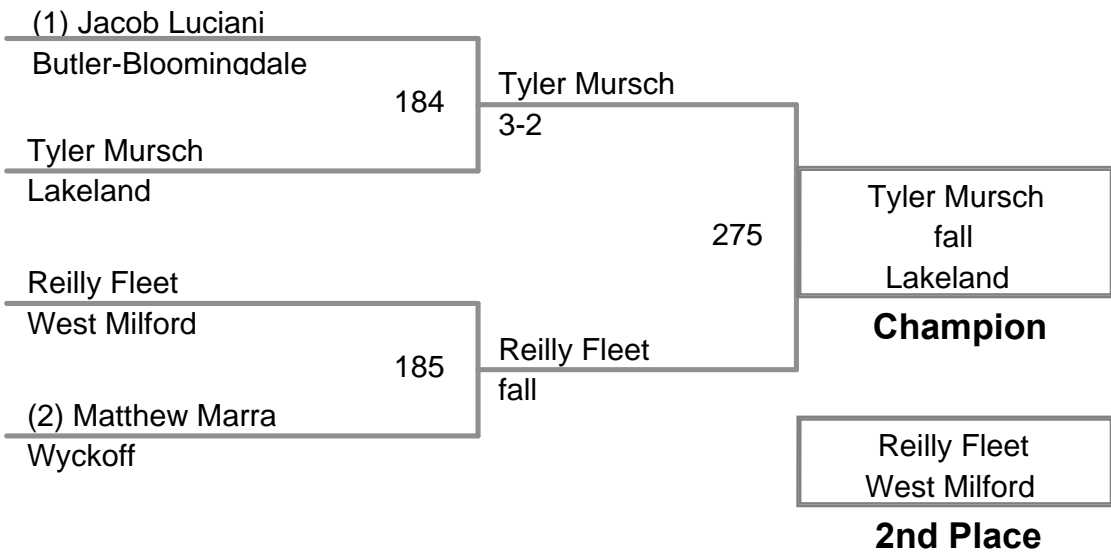 (1) Jacob Luciani
Butler-Bloomingdale
184
Tyler Mursch
Lakeland
Tyler Mursch
3-2
Reilly Fleet
West Milford
185
(2) Matthew Marra
Wyckoff
Reilly Fleet
fall
275
Tyler Mursch
fall
Lakeland
Champion
Reilly Fleet
West Milford
2nd Place